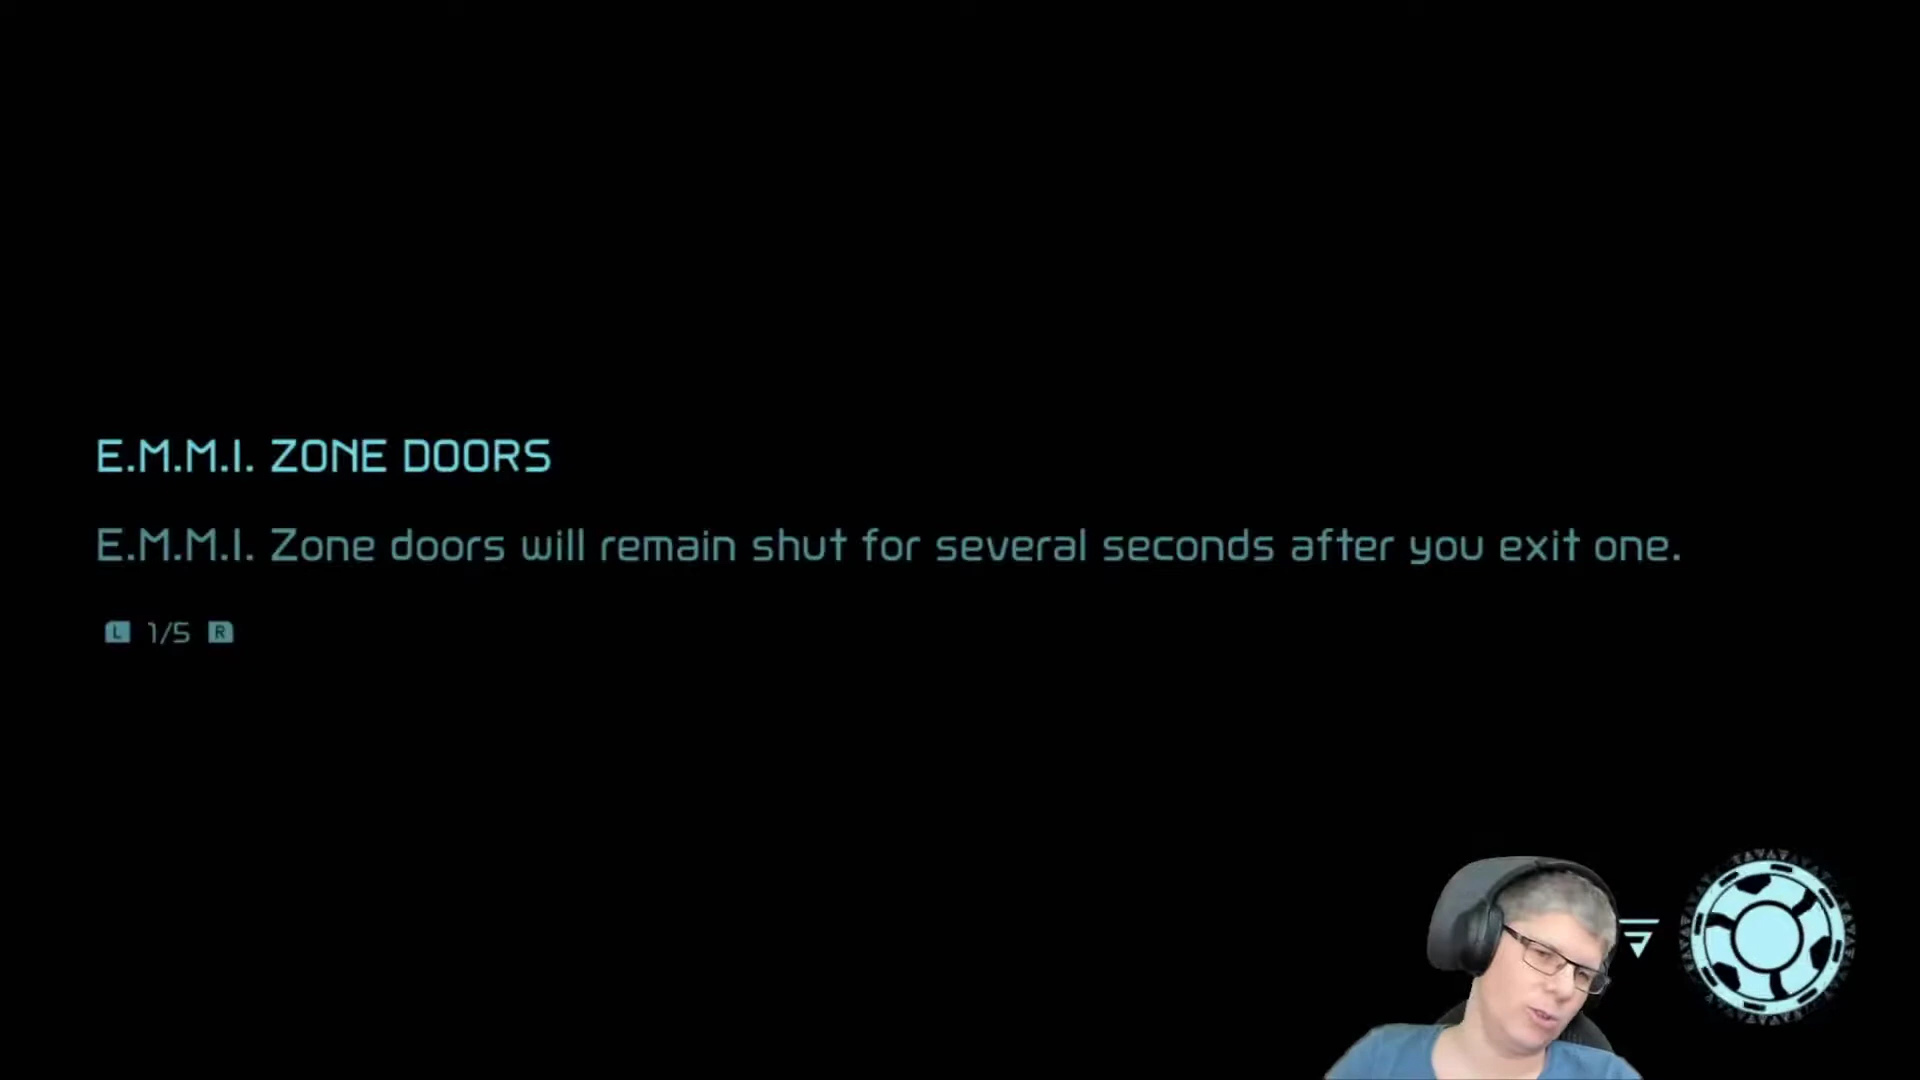 E.M.M.I. ZONE DOORS
E.M.M.I. Zone doors will remain shut for several seconds after you exit one.
L 1/5 R